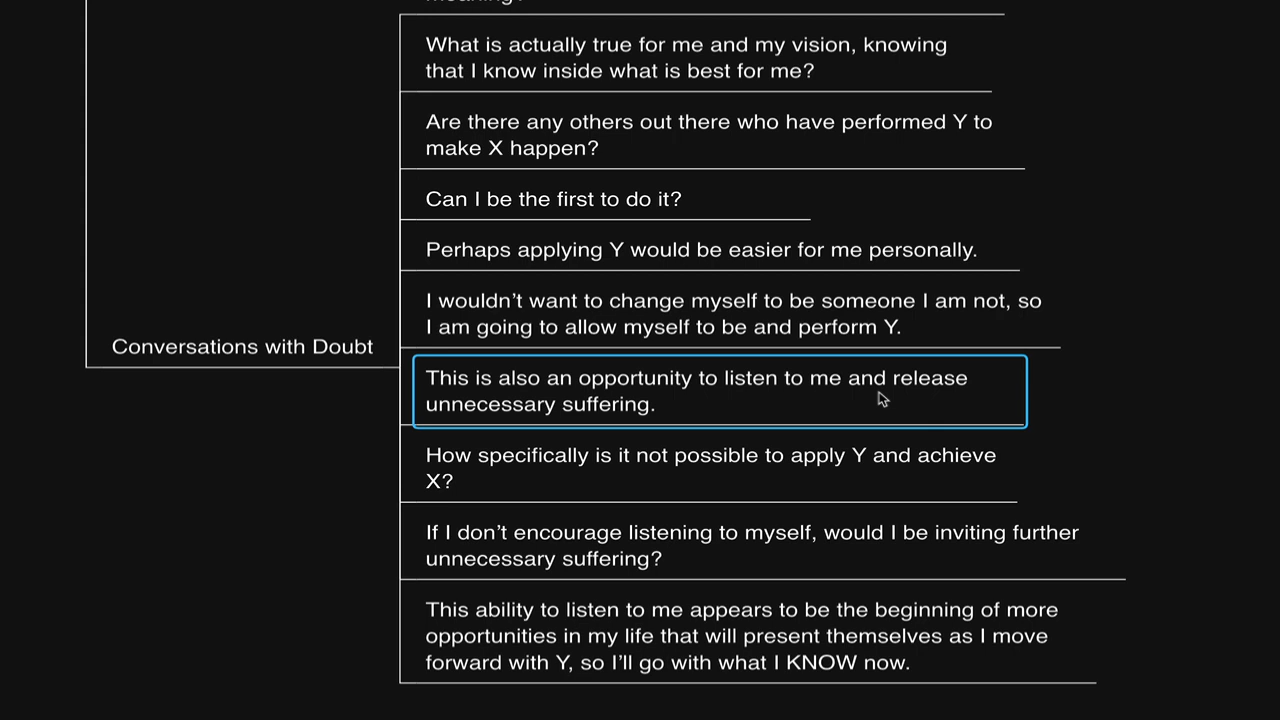 What is actually true for me and my vision, knowing
that I know inside what is best for me?
Are there any others out there who have performed Y to
make X happen?
Can I be the first to do it?
Perhaps applying Y would be easier for me personally.
I wouldn’t want to change myself to be someone I am not, so
I am going to allow myself to be and perform Y.
Conversations with Doubt
This is also an opportunity to listen to me and release
unnecessary suffering.
How specifically is it not possible to apply Y and achieve
X?
If I don’t encourage listening to myself, would I be inviting further
unnecessary suffering?
This ability to listen to me appears to be the beginning of more
opportunities in my life that will present themselves as I move
forward with Y, so I’ll go with what I KNOW now.